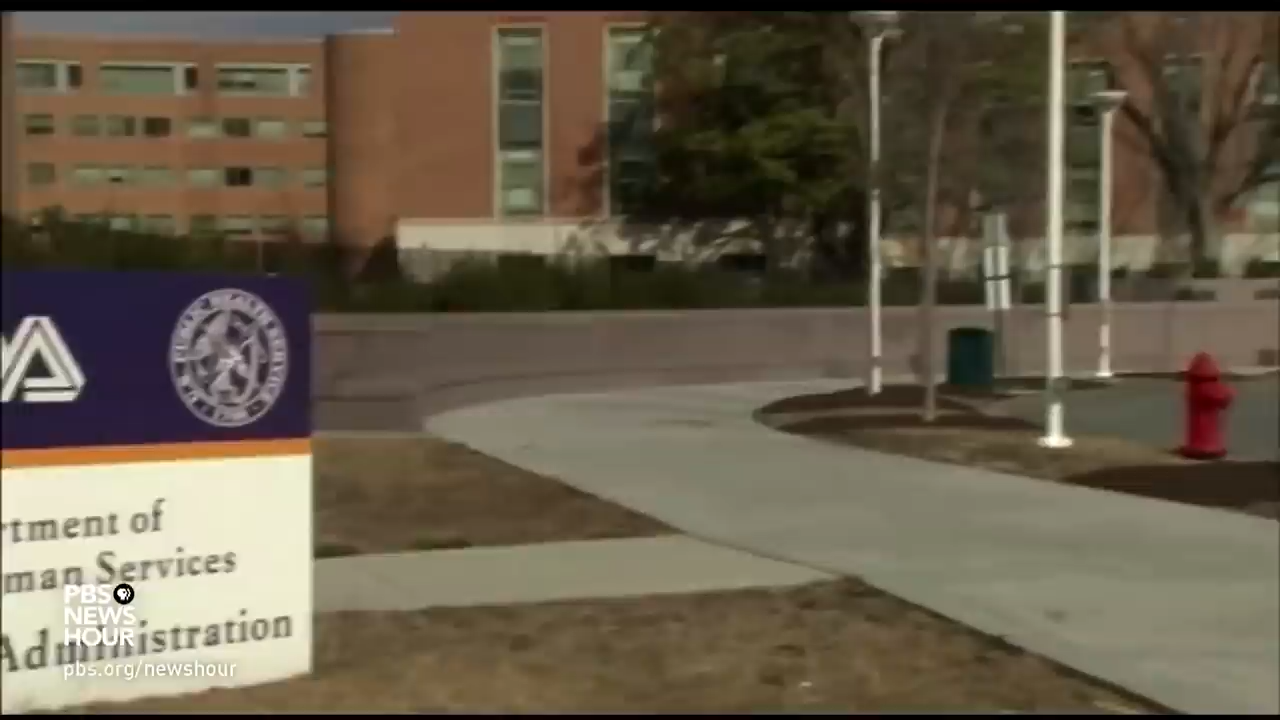 rtment of
man Services
Administration
PBS
NEWS
HOUR
pbs.org/newshour